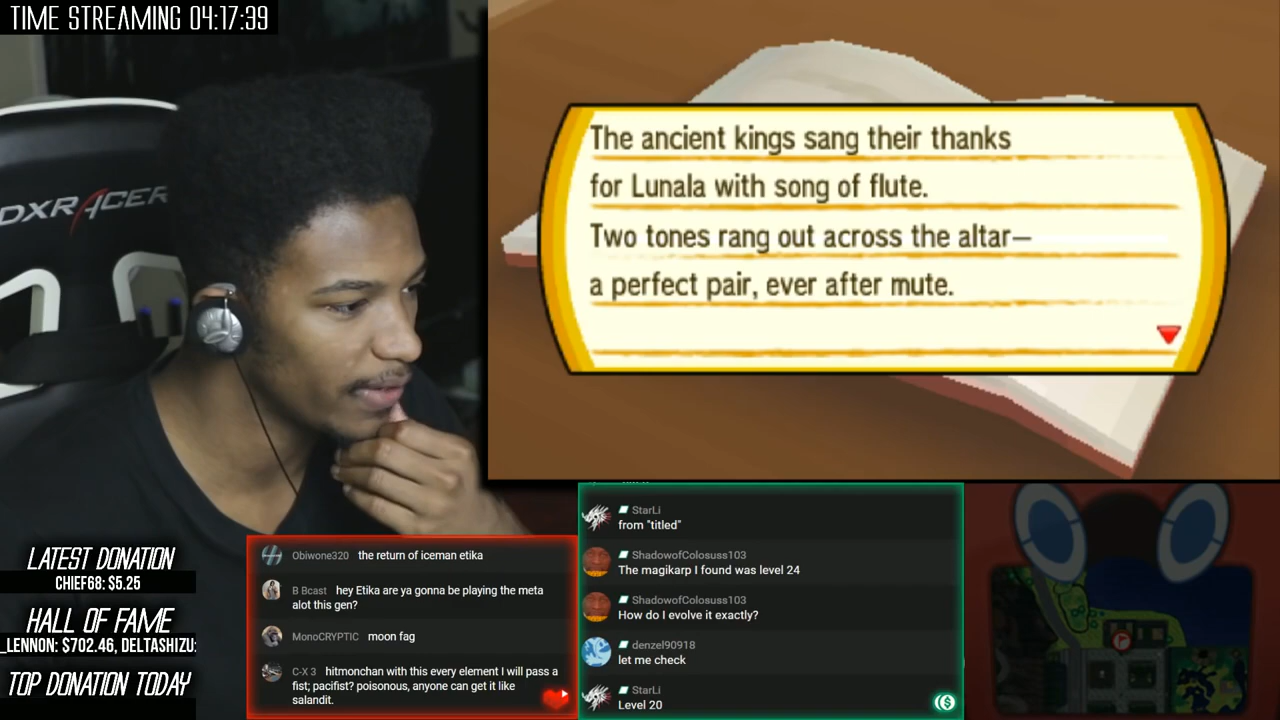 TIME STREAMING 04:17:39
DXRACER
The ancient kings sang their thanks
for Lunala with song of flute.
Two tones rang out across the altar—
a perfect pair, ever after mute.
LATEST DONATION
CHIEF68: $5.25
HALL OF FAME
_LENNON: $702.46, DELTASHIZU:
TOP DONATION TODAY
Obiwone320 the return of iceman etika
B Bcast hey Etika are ya gonna be playing the meta
alot this gen?
MonoCRYPTIC moon fag
C-X 3 hitmonchan with this every element I will pass a
fist; pacifist? poisonous, anyone can get it like
salandit.
StarLi
from "titled"
ShadowofColosuss103
The magikarp I found was level 24
ShadowofColosuss103
How do I evolve it exactly?
denzel90918
let me check
StarLi
Level 20